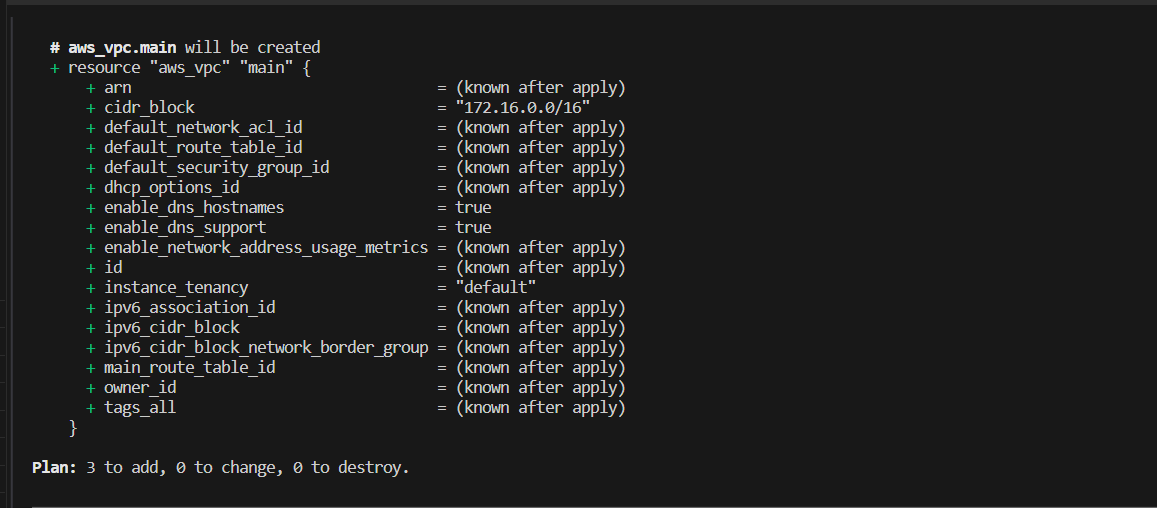 # aws_vpc.main will be created
+ resource "aws_vpc" "main" {
+ arn = (known after apply)
+ cidr_block = "172.16.0.0/16"
+ default_network_acl_id = (known after apply)
+ default_route_table_id = (known after apply)
+ default_security_group_id = (known after apply)
+ dhcp_options_id = (known after apply)
+ enable_dns_hostnames = true
+ enable_dns_support = true
+ enable_network_address_usage_metrics = (known after apply)
+ id = (known after apply)
+ instance_tenancy = "default"
+ ipv6_association_id = (known after apply)
+ ipv6_cidr_block = (known after apply)
+ ipv6_cidr_block_network_border_group = (known after apply)
+ main_route_table_id = (known after apply)
+ owner_id = (known after apply)
+ tags_all = (known after apply)
}
Plan: 3 to add, 0 to change, 0 to destroy.